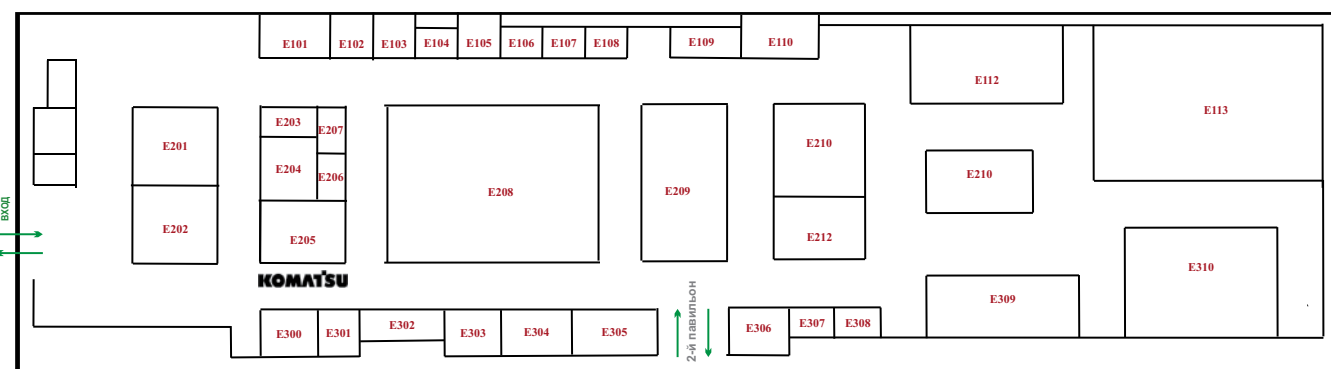 E101
E102
E103
E104
E105
E106
E107
E108
E109
E110
E112
E113
E201
E202
E203
E204
E207
E206
E205
E208
E209
E210
E212
E210
ВХОД
KOMATSU
E300
E301
E302
E303
E304
E305
2-й павильон
E306
E307
E308
E309
E310